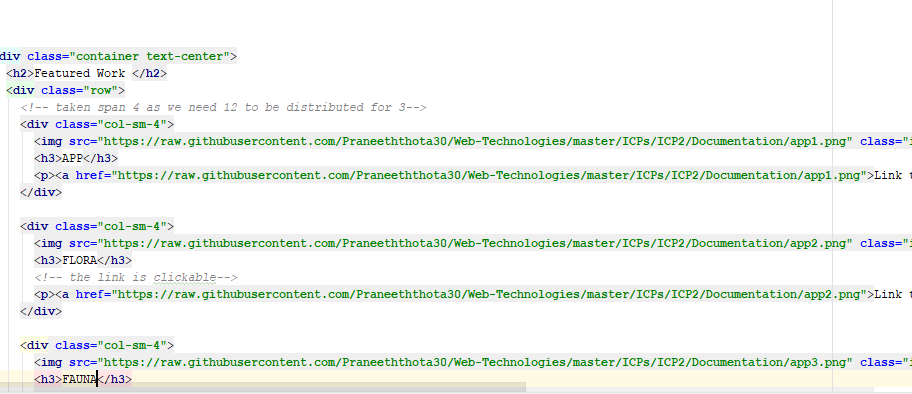 div class="container text-center">
<h2>Featured Work </h2>
<div class="row">
<!-- taken span 4 as we need 12 to be distributed for 3-->
<div class="col-sm-4">
<img src="https://raw.githubusercontent.com/Praneeththota30/Web-Technologies/master/ICPs/ICP2/Documentation/app1.png" class="i
<h3>APP</h3>
<p><a href="https://raw.githubusercontent.com/Praneeththota30/Web-Technologies/master/ICPs/ICP2/Documentation/app1.png">Link t
</div>
<div class="col-sm-4">
<img src="https://raw.githubusercontent.com/Praneeththota30/Web-Technologies/master/ICPs/ICP2/Documentation/app2.png" class="i
<h3>FLORA</h3>
<!-- the link is clickable-->
<p><a href="https://raw.githubusercontent.com/Praneeththota30/Web-Technologies/master/ICPs/ICP2/Documentation/app2.png">Link t
</div>
<div class="col-sm-4">
<img src="https://raw.githubusercontent.com/Praneeththota30/Web-Technologies/master/ICPs/ICP2/Documentation/app3.png" class="i
<h3>FAUNA</h3>